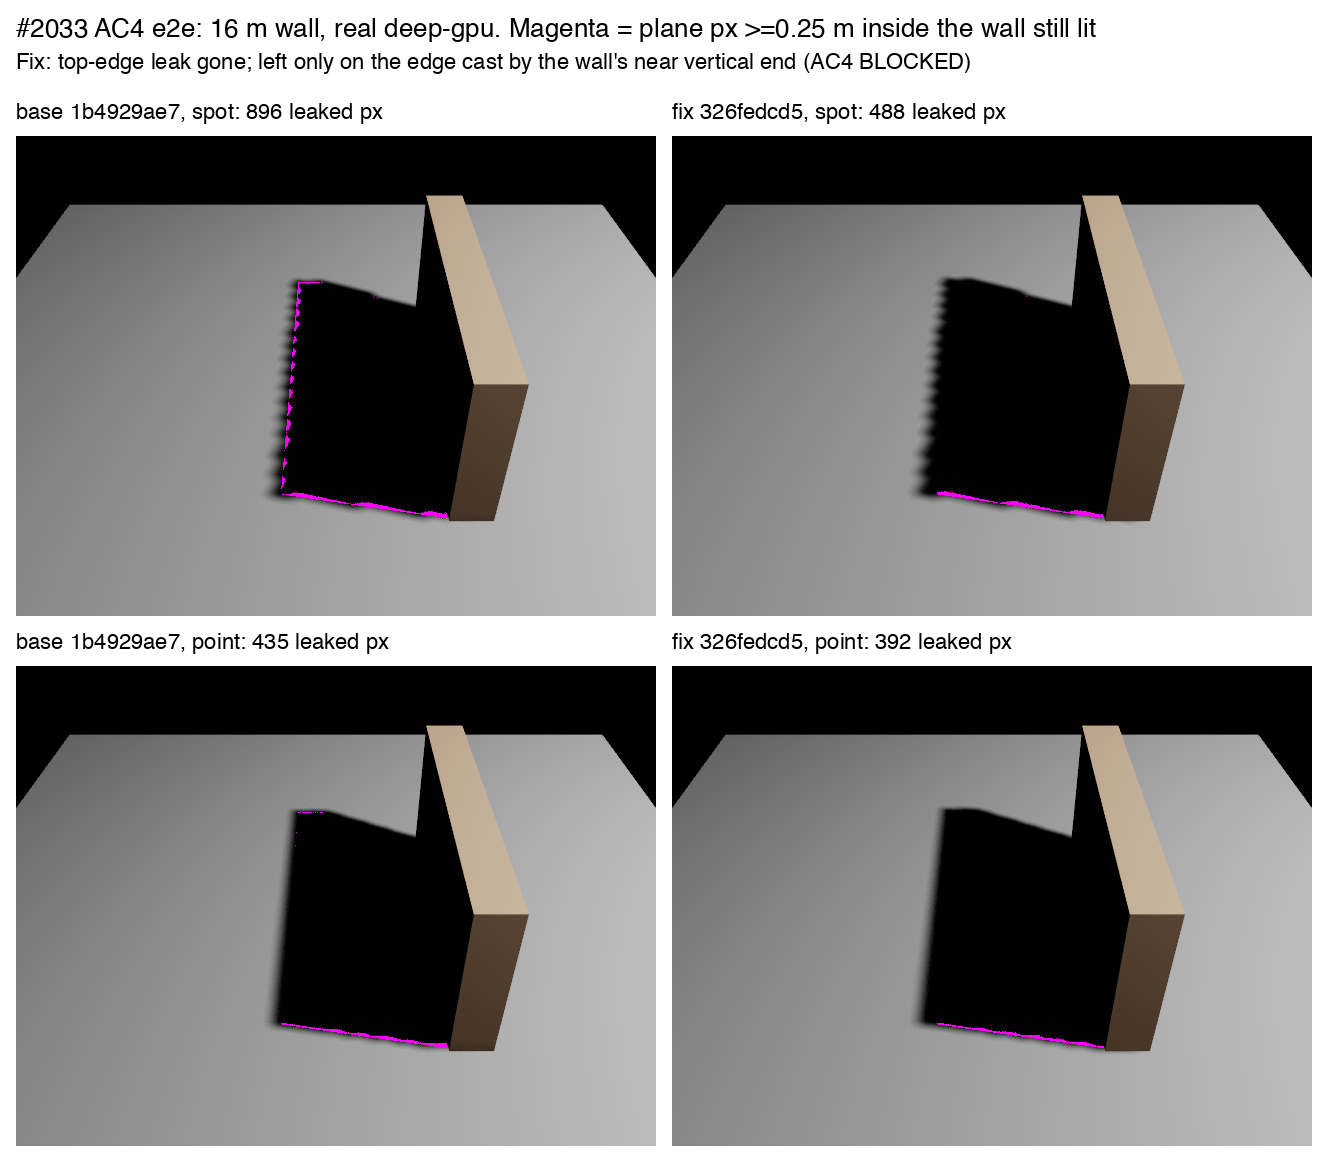 #2033 AC4 e2e: 16 m wall, real deep-gpu. Magenta = plane px >=0.25 m inside the wall still lit
Fix: top-edge leak gone; left only on the edge cast by the wall's near vertical end (AC4 BLOCKED)
base 1b4929ae7, spot: 896 leaked px
fix 326fedcd5, spot: 488 leaked px
base 1b4929ae7, point: 435 leaked px
fix 326fedcd5, point: 392 leaked px